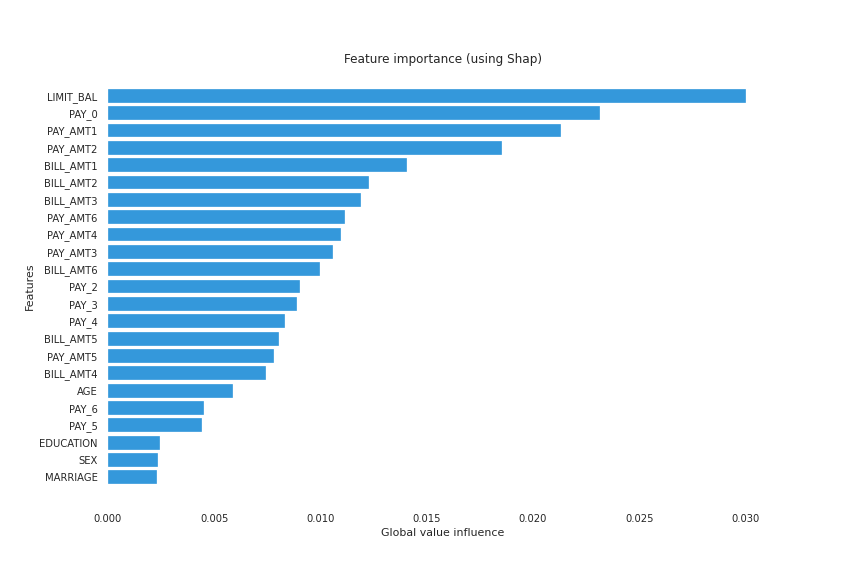 Feature importance (using Shap)
LIMIT_BAL
PAY_0
PAY_AMT1
PAY_AMT2
BILL_AMT1
BILL_AMT2
BILL_AMT3
PAY_AMT6
PAY_AMT4
PAY_AMT3
BILL_AMT6
PAY_2
PAY_3
PAY_4
BILL_AMT5
PAY_AMT5
BILL_AMT4
AGE
PAY_6
PAY_5
EDUCATION
SEX
MARRIAGE
Features
0.000 0.005 0.010 0.015 0.020 0.025 0.030
Global value influence